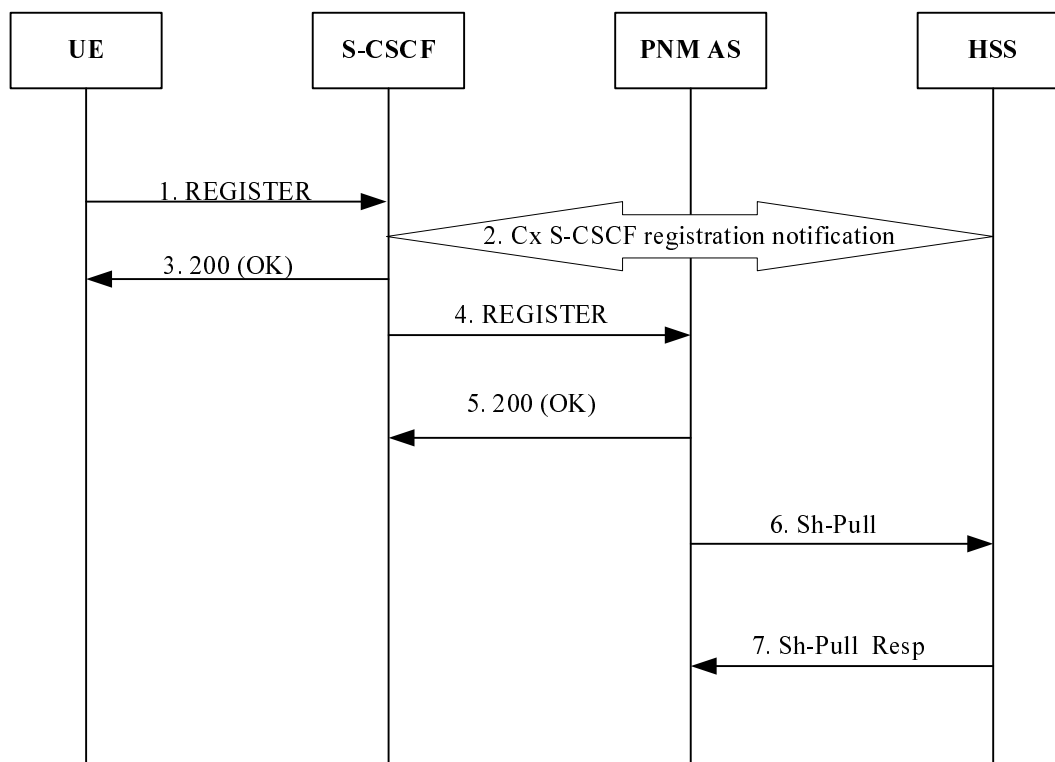 UE
S-CSCF
PNM AS
HSS
1. REGISTER
2. Cx S-CSCF registration notification
3. 200 (OK)
4. REGISTER
5. 200 (OK)
6. Sh-Pull
7. Sh-Pull Resp